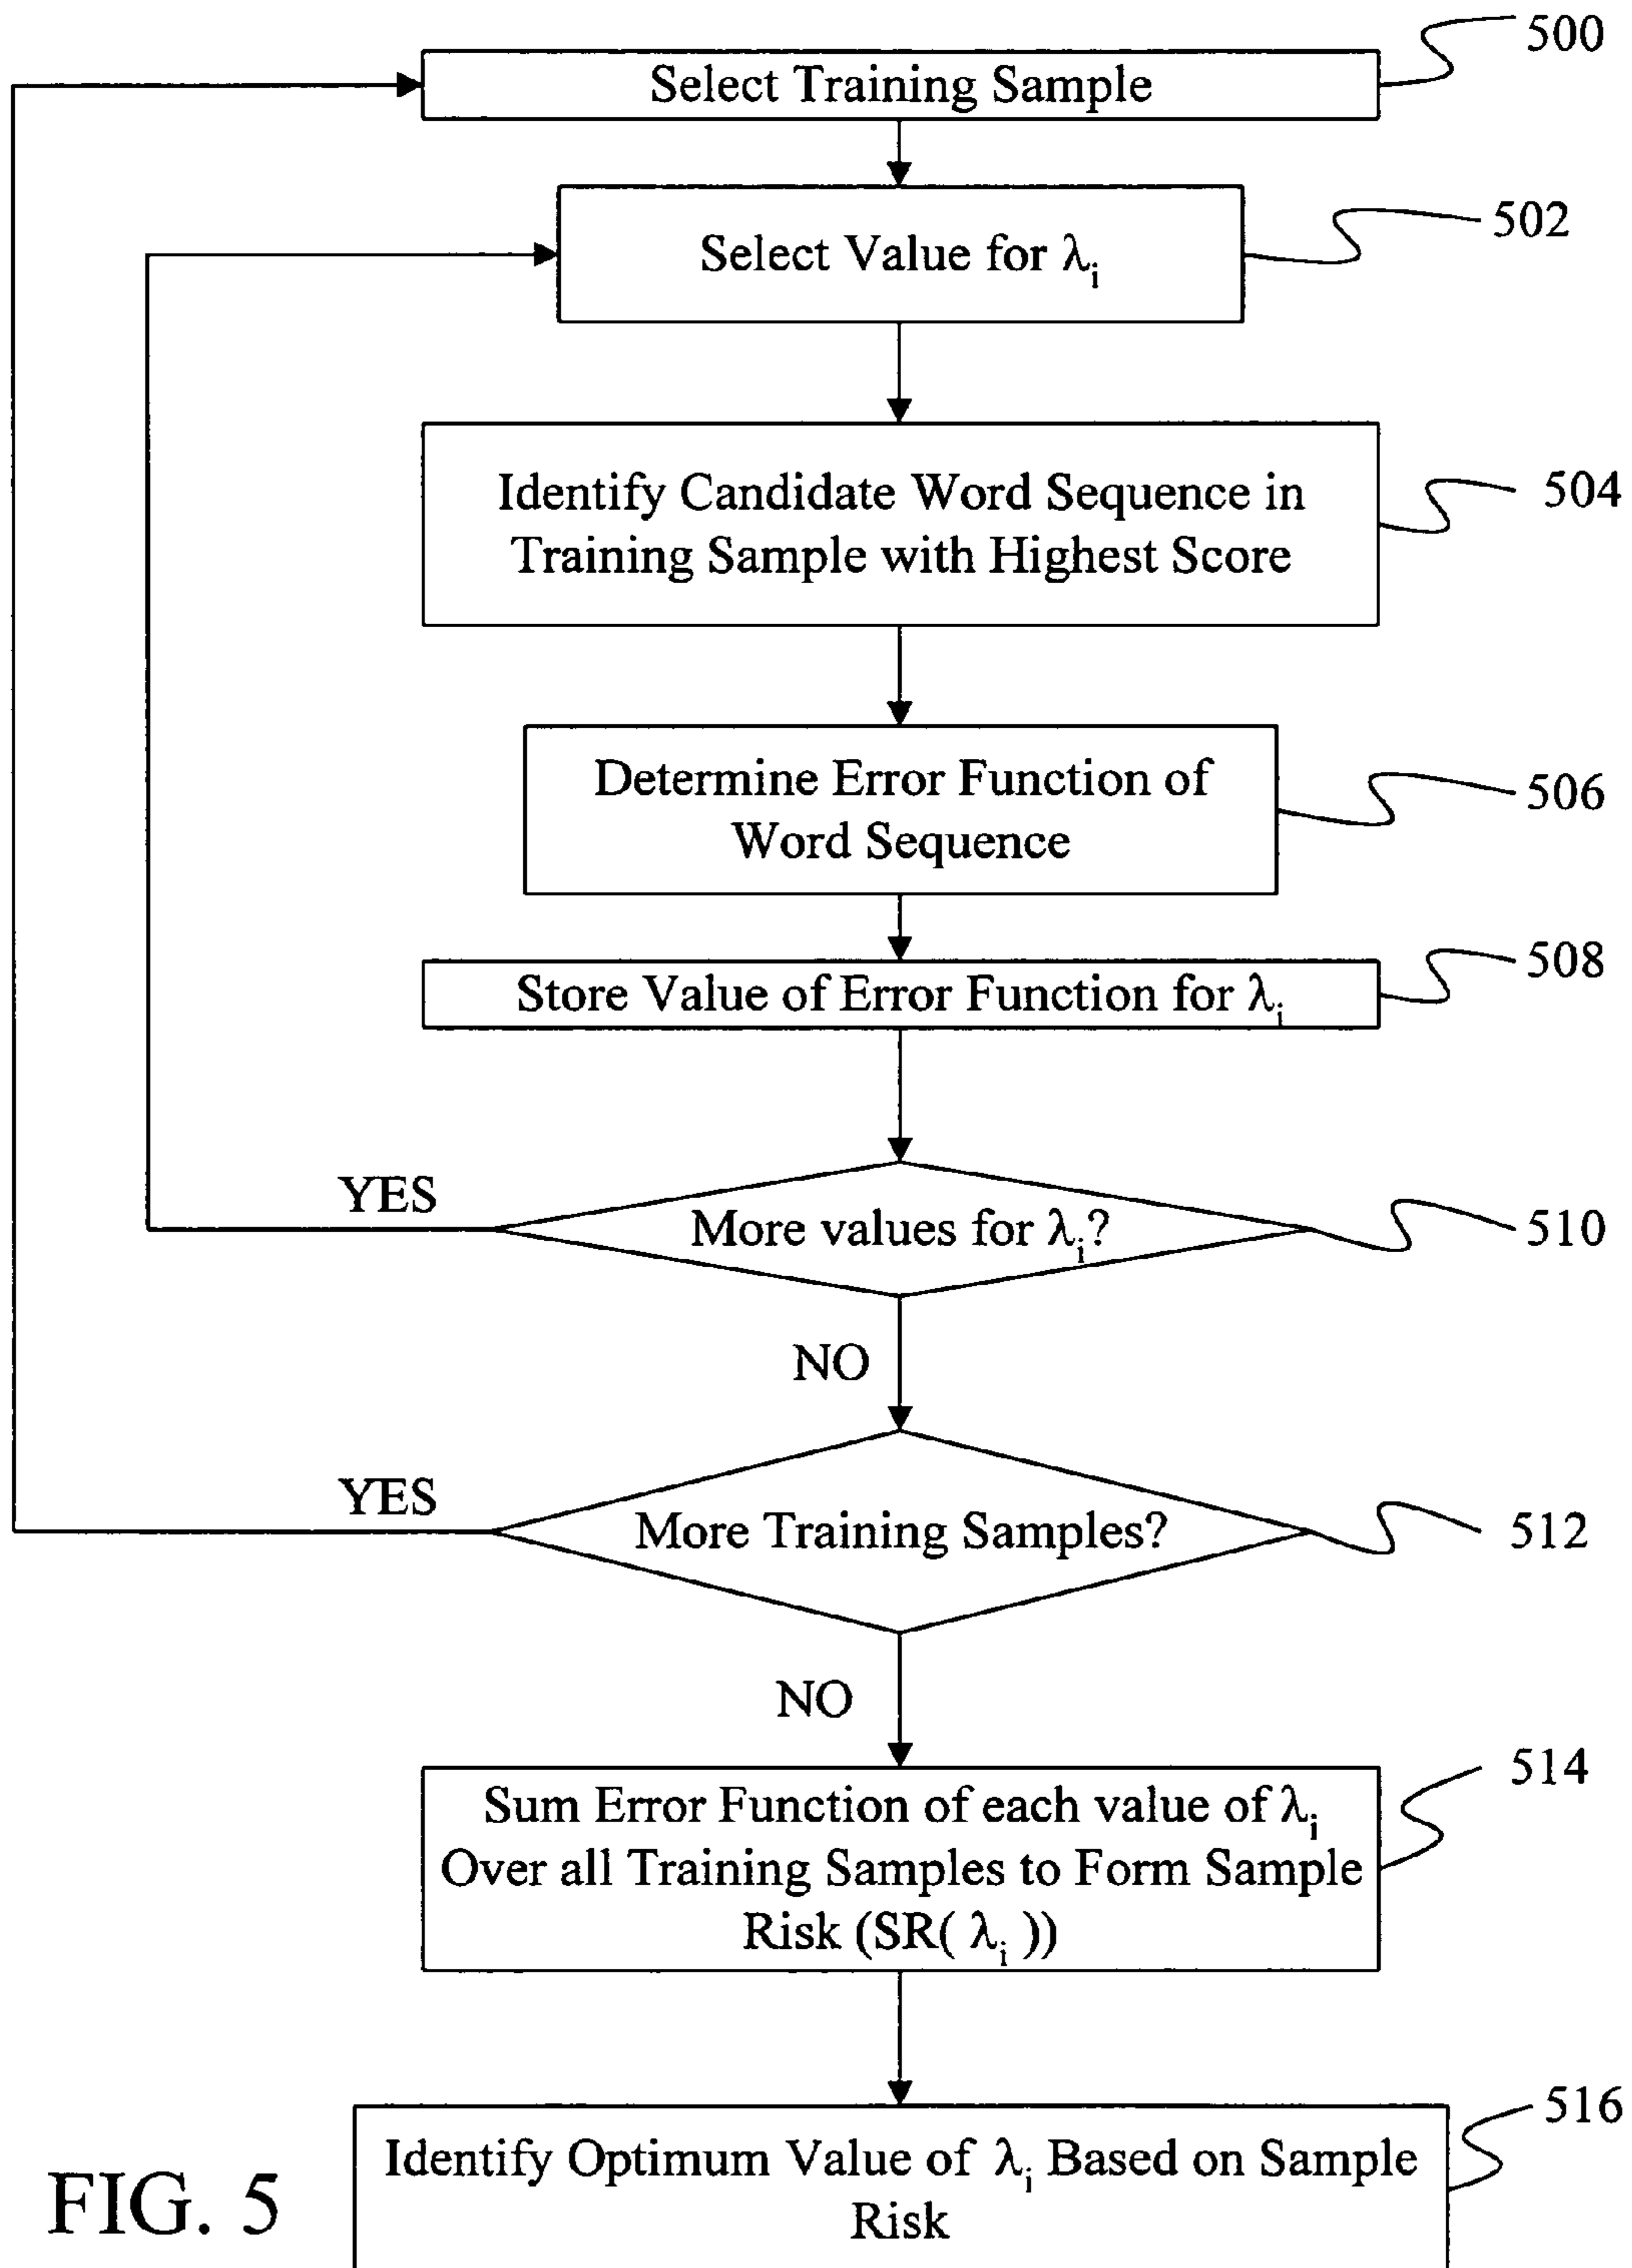 500
Select Training Sample
502
Select Value for λi
504
Identify Candidate Word Sequence in
Training Sample with Highest Score
506
Determine Error Function of
Word Sequence
508
Store Value of Error Function for λi
YES
More values for λi?
510
NO
YES
More Training Samples?
512
NO
514
Sum Error Function of each value of λi
Over all Training Samples to Form Sample
Risk (SR( λi ))
516
Identify Optimum Value of λi Based on Sample
Risk
FIG. 5